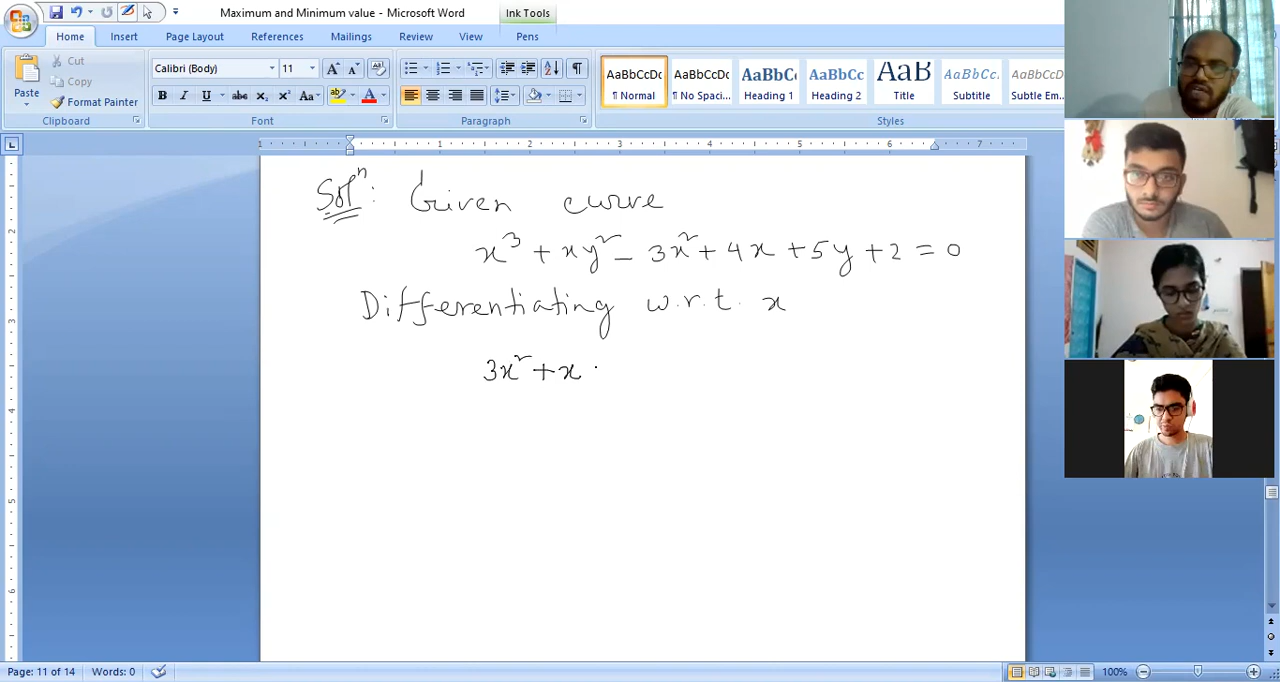 Maximum and Minimum value - Microsoft Word
Ink Tools
Home Insert Page Layout References Mailings Review View Pens
Paste
Cut
Copy
Format Painter
Clipboard
Calibri (Body) 11
Font
Paragraph
AaBbCcDc AaBbCcDc AaBbCc AaBbCc AaB AaBbCc. AaBbCcDc
¶ Normal ¶ No Spaci... Heading 1 Heading 2 Title Subtitle Subtle Em...
Styles
Solⁿ: Given curve
x³ + xy² - 3x² + 4x + 5y + 2 = 0
Differentiating w.r.t. x
3x² + x ·
Page: 11 of 14 Words: 0 100%